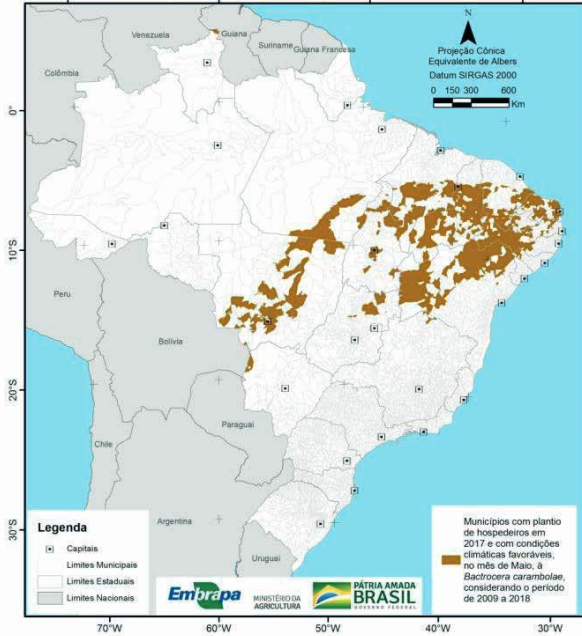 Venezuela
Guiana
Suriname
Guiana Francesa
Colômbia
Projeção Cônica
Equivalente de Albers
Datum SIRGAS 2000
0 150 300 600
Km
0°
10°S
20°S
30°S
Peru
Bolívia
Paraguai
Chile
Argentina
Uruguai
Legenda
Capitais
Limites Municipais
Limites Estaduais
Limites Nacionais
Embrapa
MINISTÉRIO DA
AGRICULTURA
PÁTRIA AMADA
BRASIL
GOVERNO FEDERAL
Municípios com plantio
de hospedeiros em
2017 e com condições
climáticas favoráveis,
no mês de Maio, à
Bactrocera carambolae,
considerando o período
de 2009 a 2018
70°W
60°W
50°W
40°W
30°W